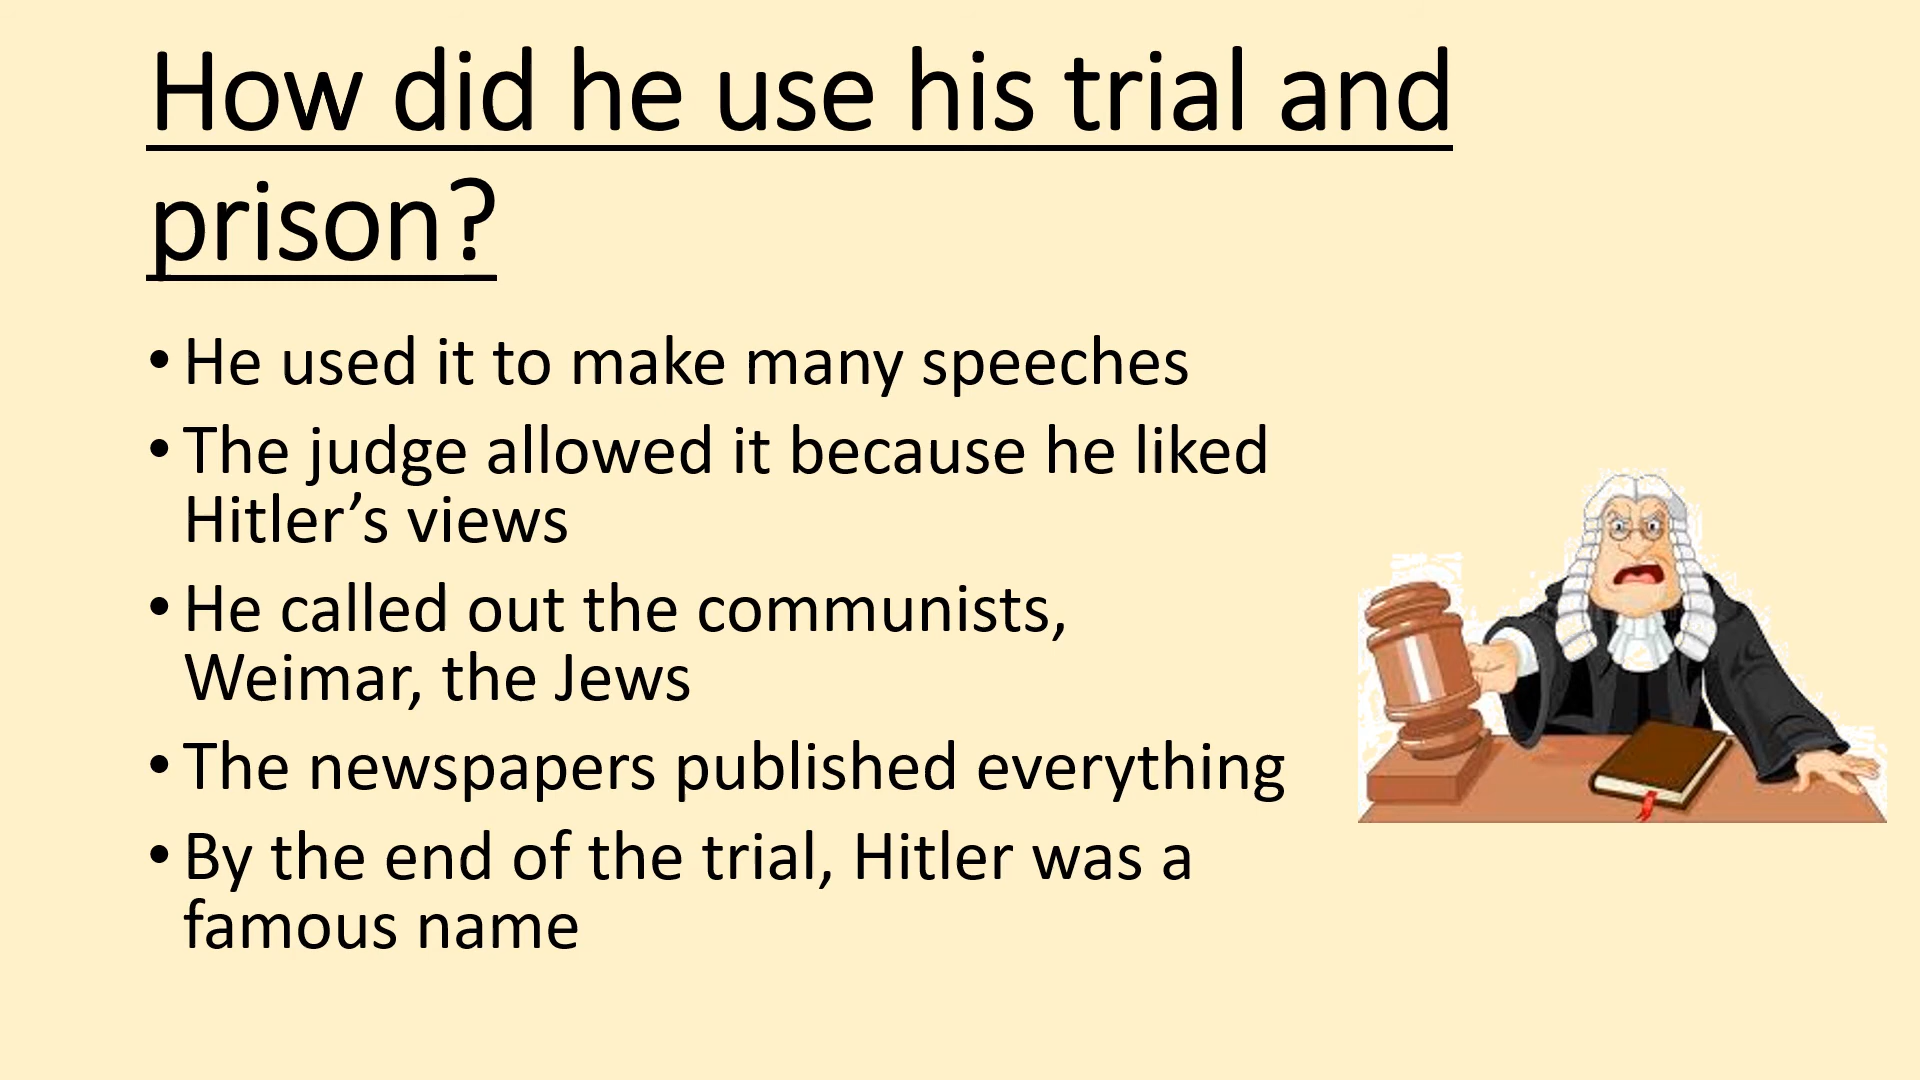 How did he use his trial and
prison?
• He used it to make many speeches
• The judge allowed it because he liked
Hitler’s views
• He called out the communists,
Weimar, the Jews
• The newspapers published everything
• By the end of the trial, Hitler was a
famous name